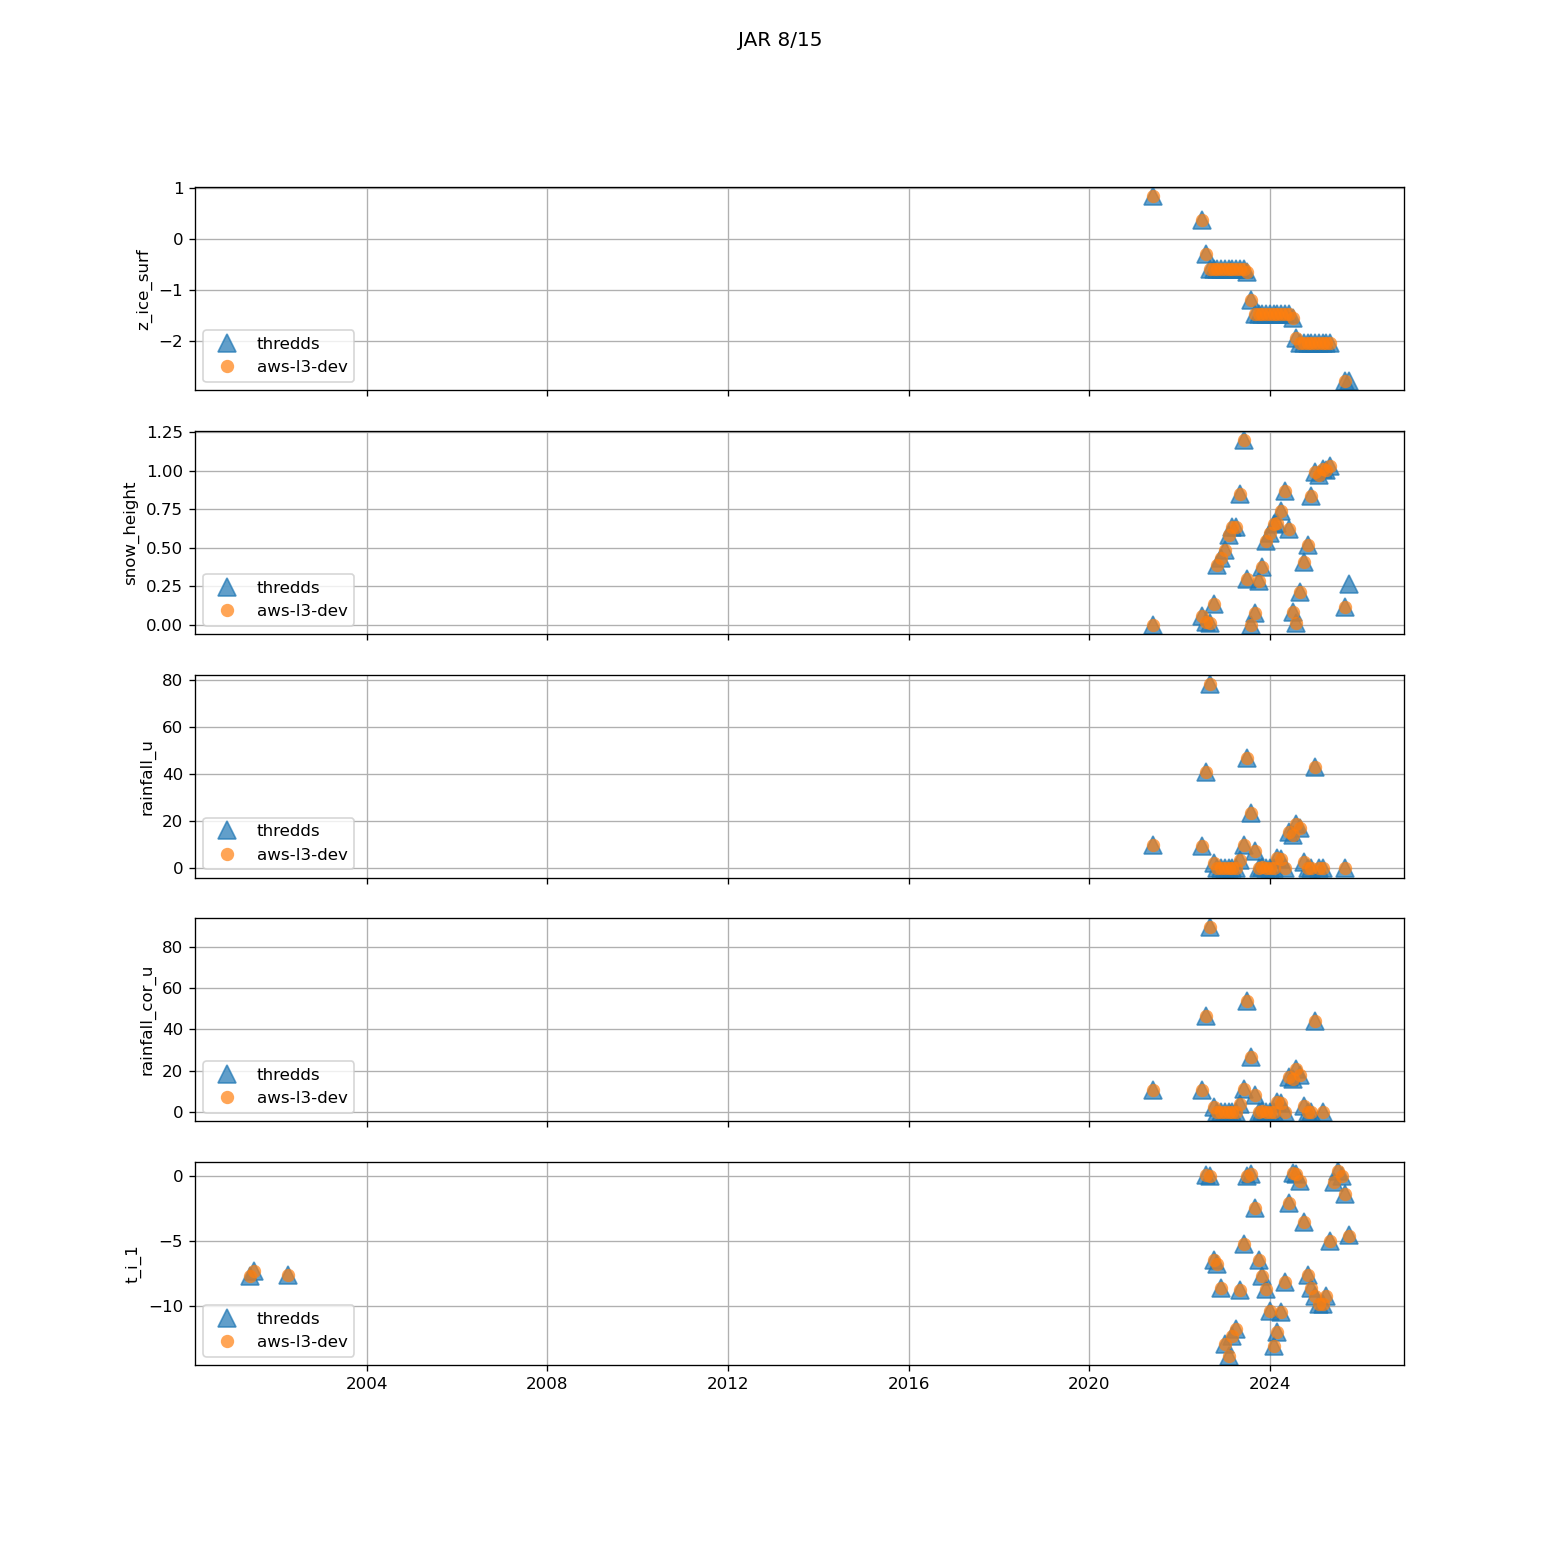 JAR 8/15
1
0
−1
−2
z_ice_surf
thredds
aws-l3-dev
1.25
1.00
0.75
0.50
0.25
0.00
snow_height
thredds
aws-l3-dev
80
60
40
20
0
rainfall_u
thredds
aws-l3-dev
80
60
40
20
0
rainfall_cor_u
thredds
aws-l3-dev
0
−5
−10
t_i_1
thredds
aws-l3-dev
2004 2008 2012 2016 2020 2024